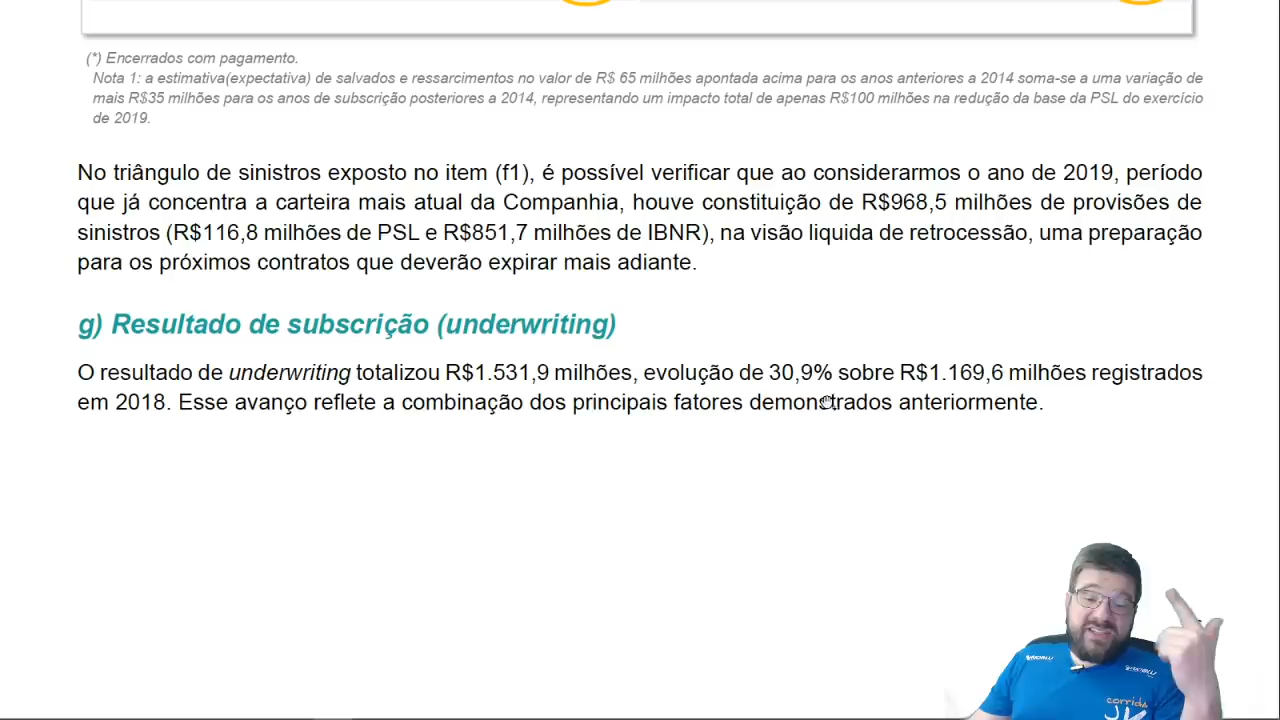 (*) Encerrados com pagamento.
Nota 1: a estimativa(expectativa) de salvados e ressarcimentos no valor de R$ 65 milhões apontada acima para os anos anteriores a 2014 soma-se a uma variação de
mais R$35 milhões para os anos de subscrição posteriores a 2014, representando um impacto total de apenas R$100 milhões na redução da base da PSL do exercício
de 2019.
No triângulo de sinistros exposto no item (f1), é possível verificar que ao considerarmos o ano de 2019, período
que já concentra a carteira mais atual da Companhia, houve constituição de R$968,5 milhões de provisões de
sinistros (R$116,8 milhões de PSL e R$851,7 milhões de IBNR), na visão liquida de retrocessão, uma preparação
para os próximos contratos que deverão expirar mais adiante.
g) Resultado de subscrição (underwriting)
O resultado de underwriting totalizou R$1.531,9 milhões, evolução de 30,9% sobre R$1.169,6 milhões registrados
em 2018. Esse avanço reflete a combinação dos principais fatores demonstrados anteriormente.
corrida
JK